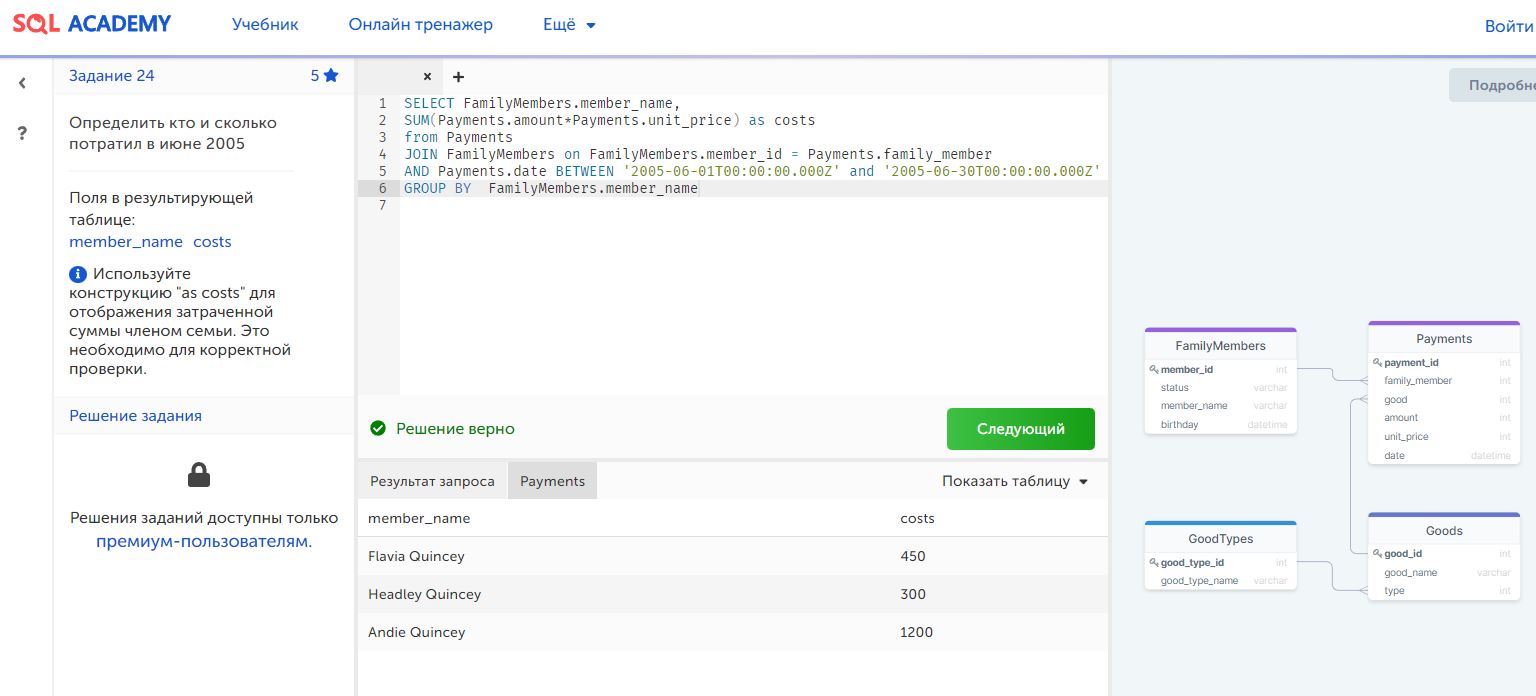 SQL ACADEMY
Учебник
Онлайн тренажер
Ещё
Войти
Задание 24
5
Определить кто и сколько
потратил в июне 2005
Поля в результирующей
таблице:
member_name costs
Используйте
конструкцию "as costs" для
отображения затраченной
суммы членом семьи. Это
необходимо для корректной
проверки.
Решение задания
Решения заданий доступны только
премиум-пользователям.
× +
1 SELECT FamilyMembers.member_name,
2 SUM(Payments.amount*Payments.unit_price) as costs
3 from Payments
4 JOIN FamilyMembers on FamilyMembers.member_id = Payments.family_member
5 AND Payments.date BETWEEN '2005-06-01T00:00:00.000Z' and '2005-06-30T00:00:00.000Z'
6 GROUP BY  FamilyMembers.member_name
7
Решение верно
Следующий
Результат запроса
Payments
Показать таблицу
member_name costs
Flavia Quincey 450
Headley Quincey 300
Andie Quincey 1200
Подробне
FamilyMembers
member_id int
status varchar
member_name varchar
birthday datetime
Payments
payment_id int
family_member int
good int
amount int
unit_price int
date datetime
GoodTypes
good_type_id int
good_type_name varchar
Goods
good_id int
good_name varchar
type int